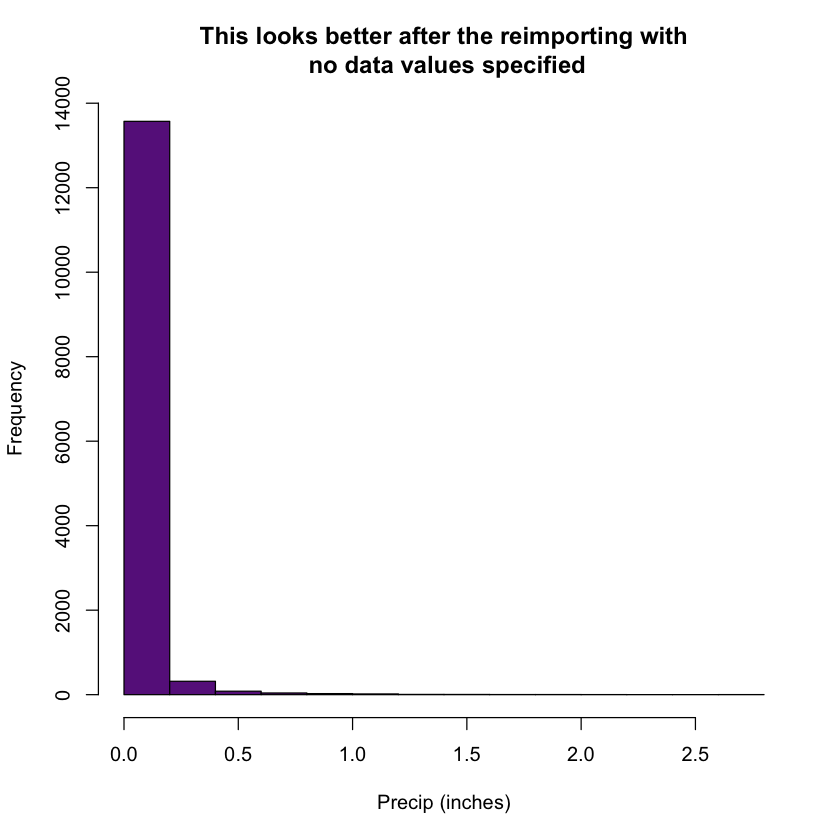 This looks better after the reimporting with
no data values specified
Frequency
14000
12000
10000
8000
6000
4000
2000
0
0.0 0.5 1.0 1.5 2.0 2.5
Precip (inches)